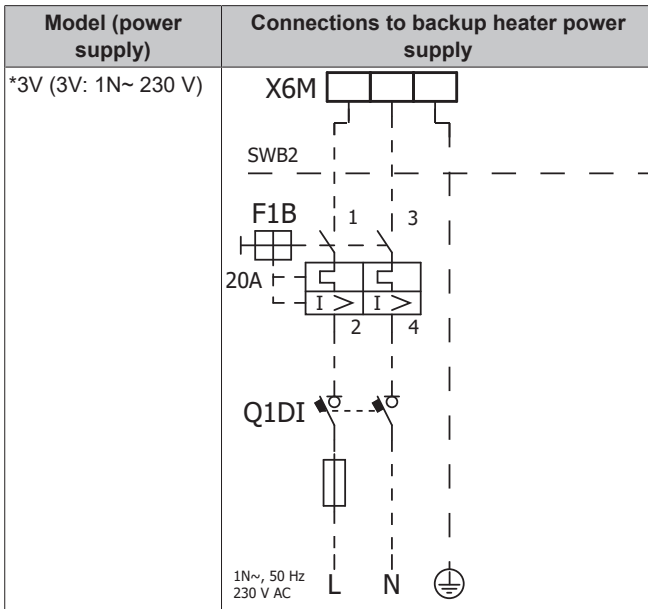 Model (power
supply)
Connections to backup heater power
supply
*3V (3V: 1N~ 230 V)
X6M
SWB2
F1B
1
3
20A
I >
I >
2
4
Q1DI
1N~, 50 Hz
230 V AC
L
N